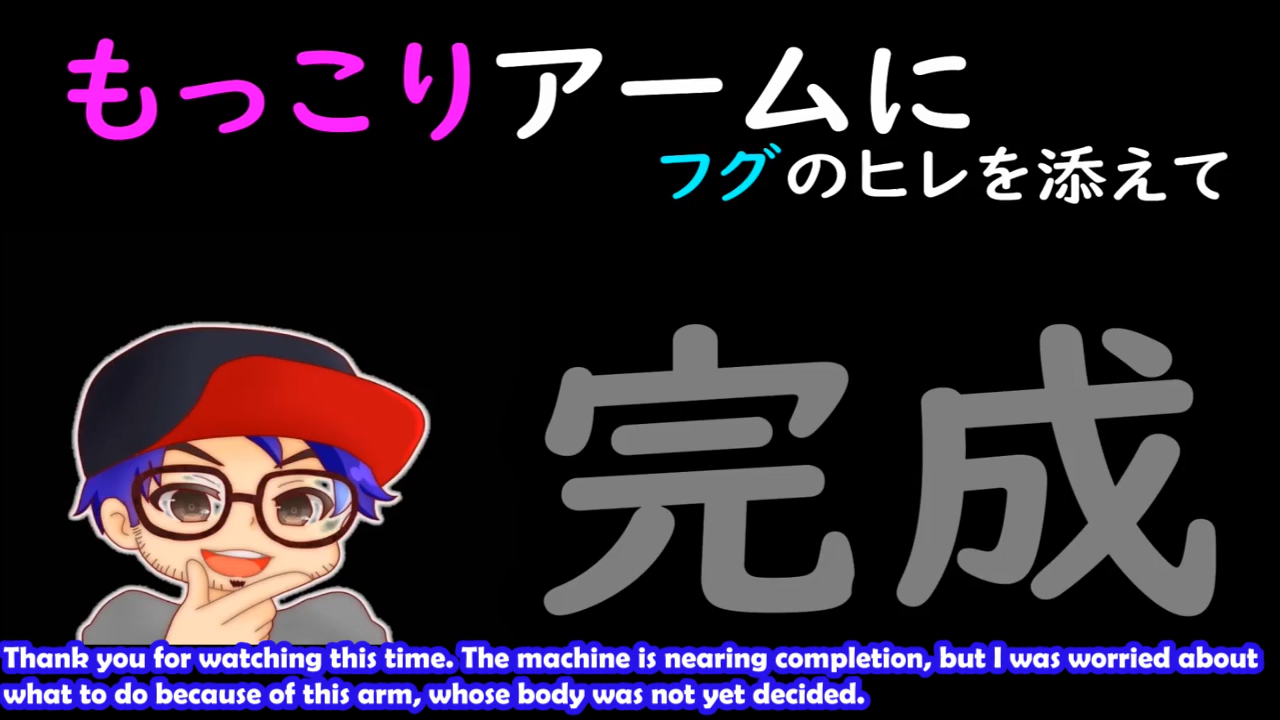 もっこりアームに
フグのヒレを添えて
完成
Thank you for watching this time. The machine is nearing completion, but I was worried about
what to do because of this arm, whose body was not yet decided.